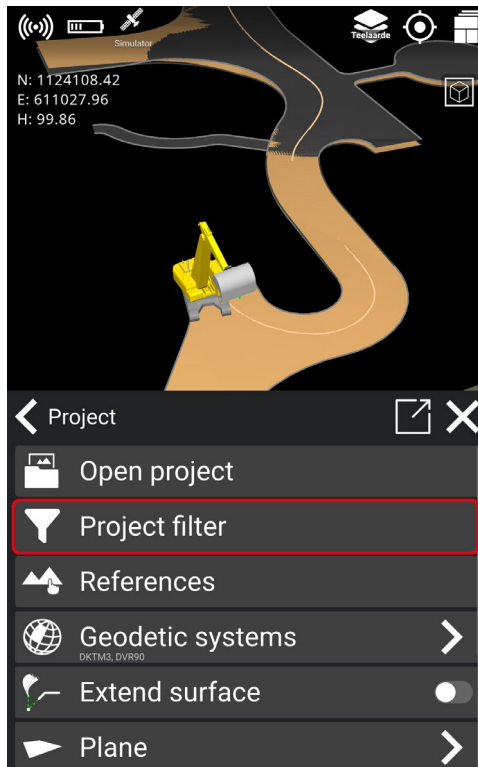 Simulator
Teelaarde
N: 1124108.42
E: 611027.96
H: 99.86
Project
Open project
Project filter
References
Geodetic systems
DKTM3, DVR90
Extend surface
Plane